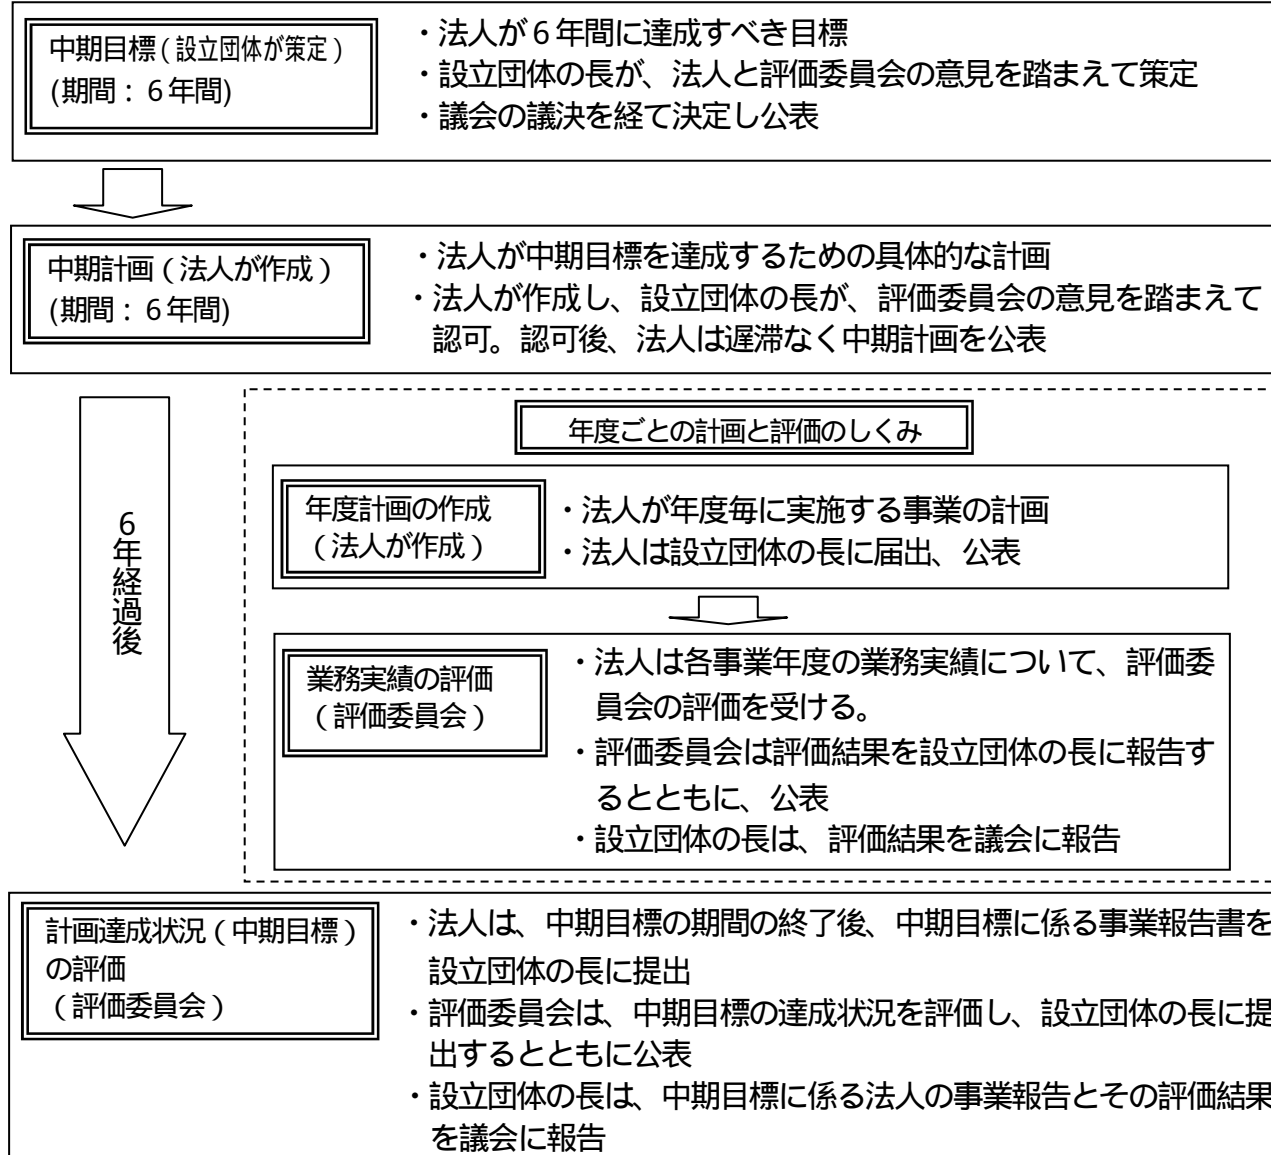 中期目標(設立団体が策定)
(期間:6年間)
・法人が6年間に達成すべき目標
・設立団体の長が、法人と評価委員会の意見を踏まえて策定
・議会の議決を経て決定し公表
中期計画(法人が作成)
(期間:6年間)
・法人が中期目標を達成するための具体的な計画
・法人が作成し、設立団体の長が、評価委員会の意見を踏まえて
認可。認可後、法人は遅滞なく中期計画を公表
6年経過後
年度ごとの計画と評価のしくみ
年度計画の作成
(法人が作成)
・法人が年度毎に実施する事業の計画
・法人は設立団体の長に届出、公表
業務実績の評価
(評価委員会)
・法人は各事業年度の業務実績について、評価委
員会の評価を受ける。
・評価委員会は評価結果を設立団体の長に報告す
るとともに、公表
・設立団体の長は、評価結果を議会に報告
計画達成状況(中期目標)
の評価
(評価委員会)
・法人は、中期目標の期間の終了後、中期目標に係る事業報告書を
設立団体の長に提出
・評価委員会は、中期目標の達成状況を評価し、設立団体の長に提
出するとともに公表
・設立団体の長は、中期目標に係る法人の事業報告とその評価結果
を議会に報告